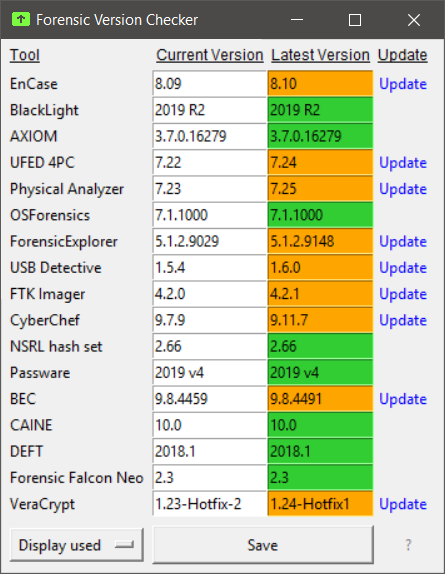 Forensic Version Checker
Tool Current Version Latest Version Update
EnCase 8.09 8.10 Update
BlackLight 2019 R2 2019 R2
AXIOM 3.7.0.16279 3.7.0.16279
UFED 4PC 7.22 7.24 Update
Physical Analyzer 7.23 7.25 Update
OSForensics 7.1.1000 7.1.1000
ForensicExplorer 5.1.2.9029 5.1.2.9148 Update
USB Detective 1.5.4 1.6.0 Update
FTK Imager 4.2.0 4.2.1 Update
CyberChef 9.7.9 9.11.7 Update
NSRL hash set 2.66 2.66
Passware 2019 v4 2019 v4
BEC 9.8.4459 9.8.4491 Update
CAINE 10.0 10.0
DEFT 2018.1 2018.1
Forensic Falcon Neo 2.3 2.3
VeraCrypt 1.23-Hotfix-2 1.24-Hotfix1 Update
Display used Save ?